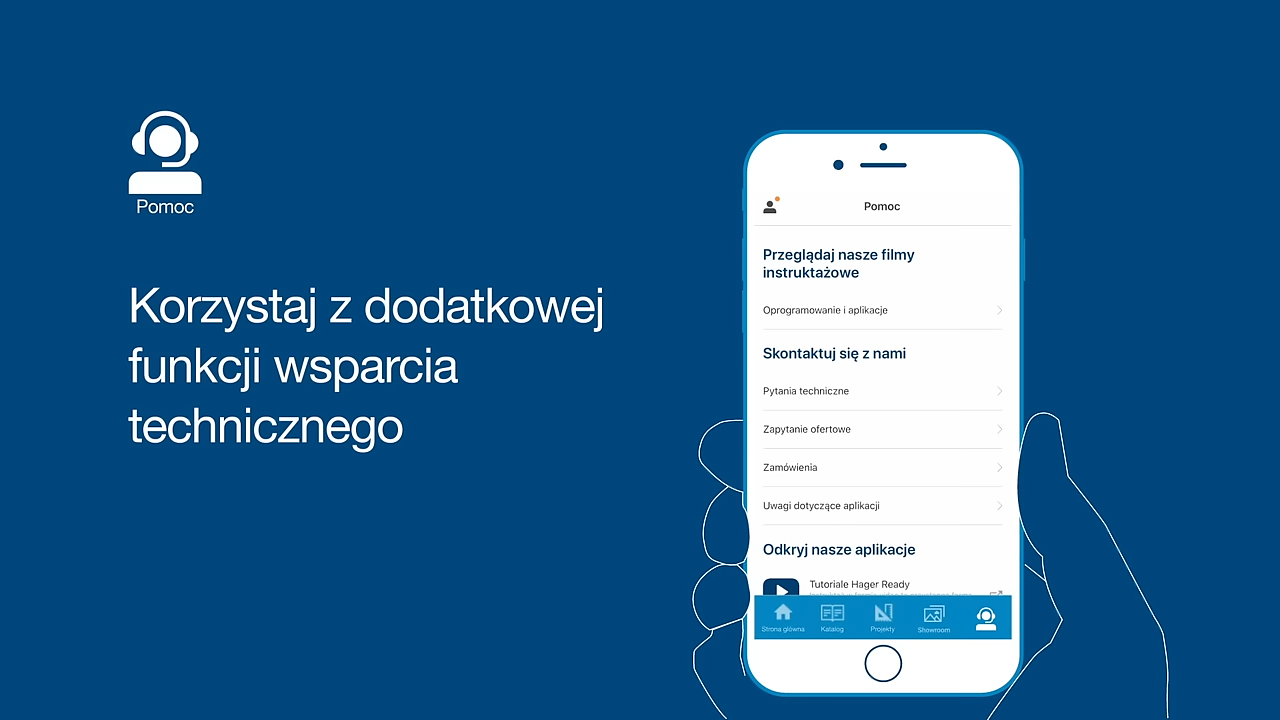 Pomoc
Korzystaj z dodatkowej
funkcji wsparcia
technicznego
Pomoc
Przeglądaj nasze filmy
instruktażowe
Oprogramowanie i aplikacje
Skontaktuj się z nami
Pytania techniczne
Zapytanie ofertowe
Zamówienia
Uwagi dotyczące aplikacji
Odkryj nasze aplikacje
Tutoriale Hager Ready
Strona główna
Katalog
Projekty
Showroom